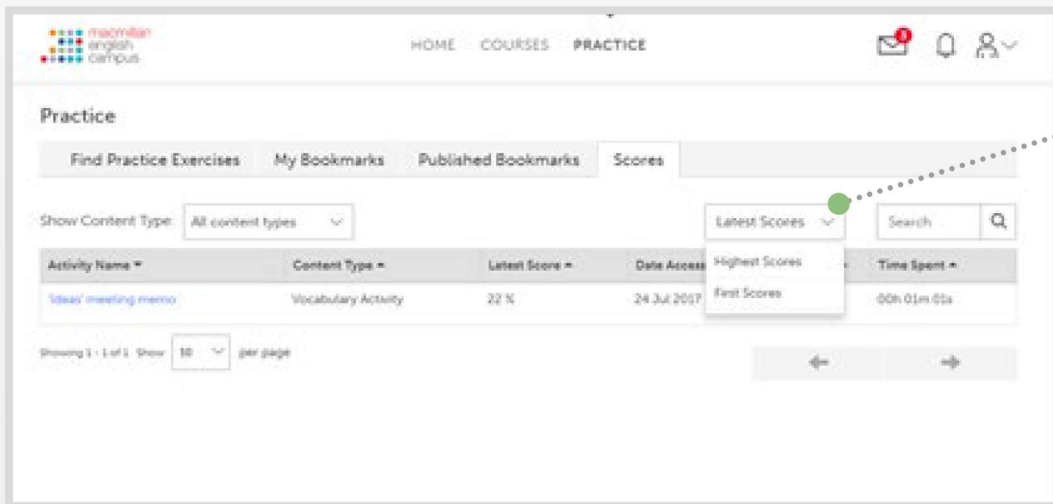 macmillan
english
campus
HOME COURSES PRACTICE
Practice
Find Practice Exercises My Bookmarks Published Bookmarks Scores
Show Content Type: All content types Latest Scores Search
Highest Scores
First Scores
Activity Name Content Type Latest Score Date Access Time Spent
'Ideas' meeting memo Vocabulary Activity 22 % 24 Jul 2017 00h 01m 01s
Showing 1 - 1 of 1 Show 10 per page